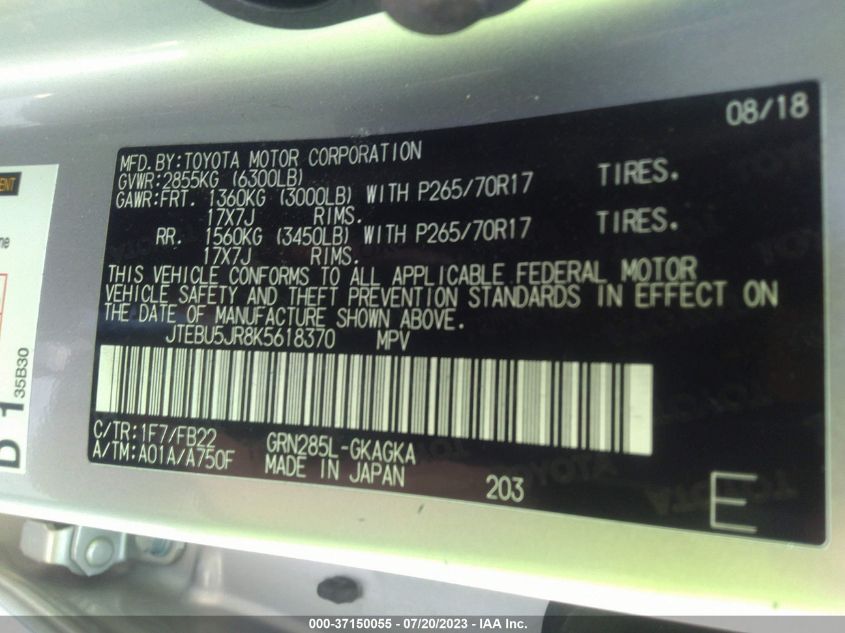 08/18
MFD.BY:TOYOTA MOTOR CORPORATION
GVWR:2855KG (6300LB)
GAWR:FRT. 1360KG (3000LB) WITH P265/70R17 TIRES.
17X7J RIMS.
RR. 1560KG (3450LB) WITH P265/70R17 TIRES.
17X7J RIMS.
THIS VEHICLE CONFORMS TO ALL APPLICABLE FEDERAL MOTOR
VEHICLE SAFETY AND THEFT PREVENTION STANDARDS IN EFFECT ON
THE DATE OF MANUFACTURE SHOWN ABOVE.
JTEBU5JR8K5618370 MPV
C/TR:1F7/FB22 GRN285L-GKAGKA
A/TM:A01A/A750F MADE IN JAPAN 203 E
35B30
000-37150055 - 07/20/2023 - IAA Inc.